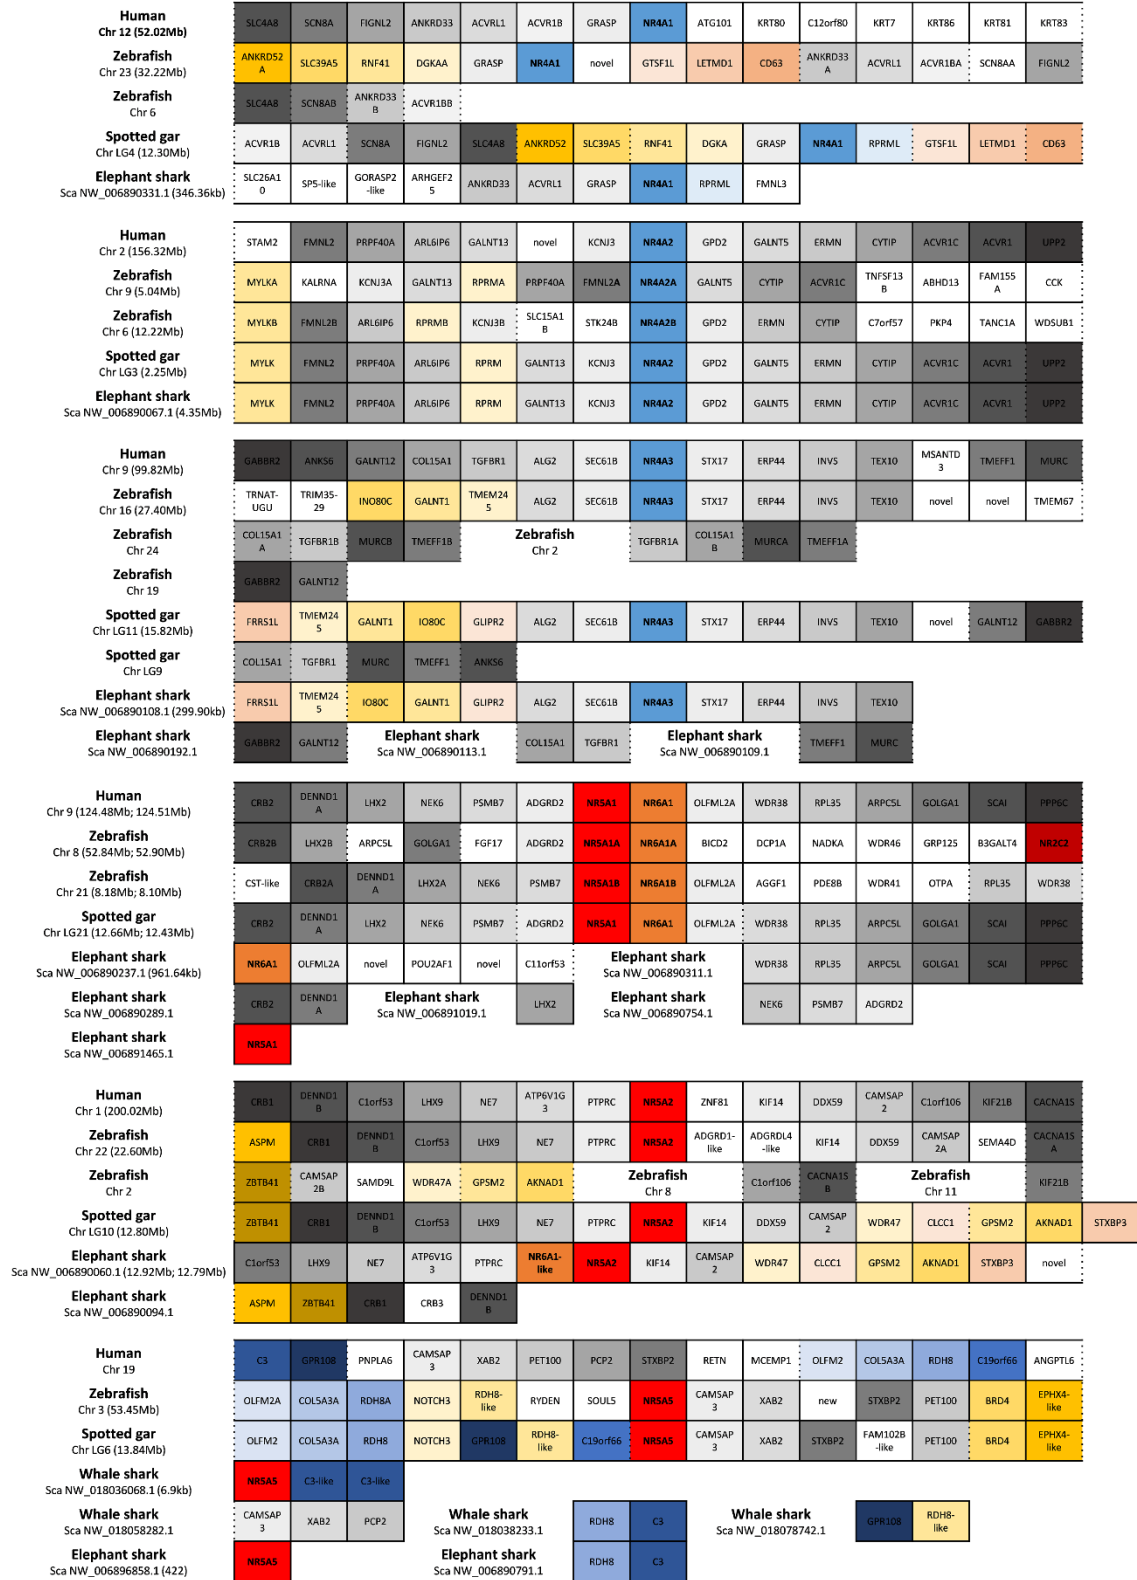 Human SLC4A8 SCN8A FIGNL2 ANKRD33 ACVRL1 ACVR1B GRASP NR4A1 ATG101 KRT80 C12orf80 KRT7 KRT86 KRT81 KRT83
Chr 12 (52.02Mb)
Zebrafish ANKRD52A SLC39A5 RNF41 DGKAA GRASP NR4A1 novel GTSF1L LETMD1 CD63 ANKRD33A ACVRL1 ACVR1BA SCN8AA FIGNL2
Chr 23 (32.22Mb)
Zebrafish SLC4A8 SCN8AB ANKRD33B ACVR1BB
Chr 6
Spotted gar ACVR1B ACVRL1 SCN8A FIGNL2 SLC4A8 ANKRD52 SLC39A5 RNF41 DGKA GRASP NR4A1 RPRML GTSF1L LETMD1 CD63
Chr LG4 (12.30Mb)
Elephant shark SLC26A10 SP5-like GORASP2-like ARHGEF25 ANKRD33 ACVRL1 GRASP NR4A1 RPRML FMNL3
Sca NW_006890331.1 (346.36kb)
Human STAM2 FMNL2 PRPF40A ARL6IP6 GALNT13 novel KCNJ3 NR4A2 GPD2 GALNT5 ERMN CYTIP ACVR1C ACVR1 UPP2
Chr 2 (156.32Mb)
Zebrafish MYLKA KALRNA KCNJ3A GALNT13 RPRMA PRPF40A FMNL2A NR4A2A GALNT5 CYTIP ACVR1C TNFSF13B ABHD13 FAM155A CCK
Chr 9 (5.04Mb)
Zebrafish MYLKB FMNL2B ARL6IP6 RPRMB KCNJ3B SLC15A1B STK24B NR4A2B GPD2 ERMN CYTIP C7orf57 PKP4 TANC1A WDSUB1
Chr 6 (12.22Mb)
Spotted gar MYLK FMNL2 PRPF40A ARL6IP6 RPRM GALNT13 KCNJ3 NR4A2 GPD2 GALNT5 ERMN CYTIP ACVR1C ACVR1 UPP2
Chr LG3 (2.25Mb)
Elephant shark MYLK FMNL2 PRPF40A ARL6IP6 RPRM GALNT13 KCNJ3 NR4A2 GPD2 GALNT5 ERMN CYTIP ACVR1C ACVR1 UPP2
Sca NW_006890067.1 (4.35Mb)
Human GABBR2 ANKS6 GALNT12 COL15A1 TGFBR1 ALG2 SEC61B NR4A3 STX17 ERP44 INVS TEX10 MSANTD3 TMEFF1 MURC
Chr 9 (99.82Mb)
Zebrafish TRNAT-UGU TRIM35-29 INO80C GALNT1 TMEM245 ALG2 SEC61B NR4A3 STX17 ERP44 INVS TEX10 novel novel TMEM67
Chr 16 (27.40Mb)
Zebrafish COL15A1A TGFBR1B MURCB TMEFF1B Zebrafish TGFBR1A COL15A1B MURCA TMEFF1A
Chr 24 Chr 2
Zebrafish GABBR2 GALNT12
Chr 19
Spotted gar FRRS1L TMEM245 GALNT1 IO80C GLIPR2 ALG2 SEC61B NR4A3 STX17 ERP44 INVS TEX10 novel GALNT12 GABBR2
Chr LG11 (15.82Mb)
Spotted gar COL15A1 TGFBR1 MURC TMEFF1 ANKS6
Chr LG9
Elephant shark FRRS1L TMEM245 IO80C GALNT1 GLIPR2 ALG2 SEC61B NR4A3 STX17 ERP44 INVS TEX10
Sca NW_006890108.1 (299.90kb)
Elephant shark GABBR2 GALNT12 Elephant shark COL15A1 TGFBR1 Elephant shark TMEFF1 MURC
Sca NW_006890192.1 Sca NW_006890113.1 Sca NW_006890109.1
Human CRB2 DENND1A LHX2 NEK6 PSMB7 ADGRD2 NR5A1 NR6A1 OLFML2A WDR38 RPL35 ARPC5L GOLGA1 SCAI PPP6C
Chr 9 (124.48Mb; 124.51Mb)
Zebrafish CRB2B LHX2B ARPC5L GOLGA1 FGF17 ADGRD2 NR5A1A NR6A1A BICD2 DCP1A NADKA WDR46 GRP125 B3GALT4 NR2C2
Chr 8 (52.84Mb; 52.90Mb)
Zebrafish CST-like CRB2A DENND1A LHX2A NEK6 PSMB7 NR5A1B NR6A1B OLFML2A AGGF1 PDE8B WDR41 OTPA RPL35 WDR38
Chr 21 (8.18Mb; 8.10Mb)
Spotted gar CRB2 DENND1A LHX2 NEK6 PSMB7 ADGRD2 NR5A1 NR6A1 OLFML2A WDR38 RPL35 ARPC5L GOLGA1 SCAI PPP6C
Chr LG21 (12.66Mb; 12.43Mb)
Elephant shark NR6A1 OLFML2A novel POU2AF1 novel C11orf53 Elephant shark WDR38 RPL35 ARPC5L GOLGA1 SCAI PPP6C
Sca NW_006890237.1 (961.64kb) Sca NW_006890311.1
Elephant shark CRB2 DENND1A Elephant shark LHX2 Elephant shark NEK6 PSMB7 ADGRD2
Sca NW_006890289.1 Sca NW_006891019.1 Sca NW_006890754.1
Elephant shark NR5A1
Sca NW_006891465.1
Human CRB1 DENND1B C1orf53 LHX9 NE7 ATP6V1G3 PTPRC NR5A2 ZNF81 KIF14 DDX59 CAMSAP2 C1orf106 KIF21B CACNA1S
Chr 1 (200.02Mb)
Zebrafish ASPM CRB1 DENND1B C1orf53 LHX9 NE7 PTPRC NR5A2 ADGRD1-like ADGRDL4-like KIF14 DDX59 CAMSAP2A SEMA4D CACNA1SA
Chr 22 (22.60Mb)
Zebrafish ZBTB41 CAMSAP2B SAMD9L WDR47A GPSM2 AKNAD1 Zebrafish C1orf106 CACNA1SB Zebrafish KIF21B
Chr 2 Chr 8 Chr 11
Spotted gar ZBTB41 CRB1 DENND1B C1orf53 LHX9 NE7 PTPRC NR5A2 KIF14 DDX59 CAMSAP2 WDR47 CLCC1 GPSM2 AKNAD1 STXBP3
Chr LG10 (12.80Mb)
Elephant shark C1orf53 LHX9 NE7 ATP6V1G3 PTPRC NR6A1-like NR5A2 KIF14 CAMSAP2 WDR47 CLCC1 GPSM2 AKNAD1 STXBP3 novel
Sca NW_006890060.1 (12.92Mb; 12.79Mb)
Elephant shark ASPM ZBTB41 CRB1 CRB3 DENND1B
Sca NW_006890094.1
Human C3 GPR108 PNPLA6 CAMSAP3 XAB2 PET100 PCP2 STXBP2 RETN MCEMP1 OLFM2 COL5A3A RDH8 C19orf66 ANGPTL6
Chr 19
Zebrafish OLFM2A COL5A3A RDH8A NOTCH3 RDH8-like RYDEN SOUL5 NR5A5 CAMSAP3 XAB2 new STXBP2 PET100 BRD4 EPHX4-like
Chr 3 (53.45Mb)
Spotted gar OLFM2 COL5A3A RDH8 NOTCH3 GPR108 RDH8-like C19orf66 NR5A5 CAMSAP3 XAB2 STXBP2 FAM102B-like PET100 BRD4 EPHX4-like
Chr LG6 (13.84Mb)
Whale shark NR5A5 C3-like C3-like
Sca NW_018036068.1 (6.9kb)
Whale shark CAMSAP3 XAB2 PCP2 Whale shark RDH8 C3 Whale shark GPR108 RDH8-like
Sca NW_018058282.1 Sca NW_018038233.1 Sca NW_018078742.1
Elephant shark NR5A5 Elephant shark RDH8 C3
Sca NW_006896858.1 (422) Sca NW_006890791.1